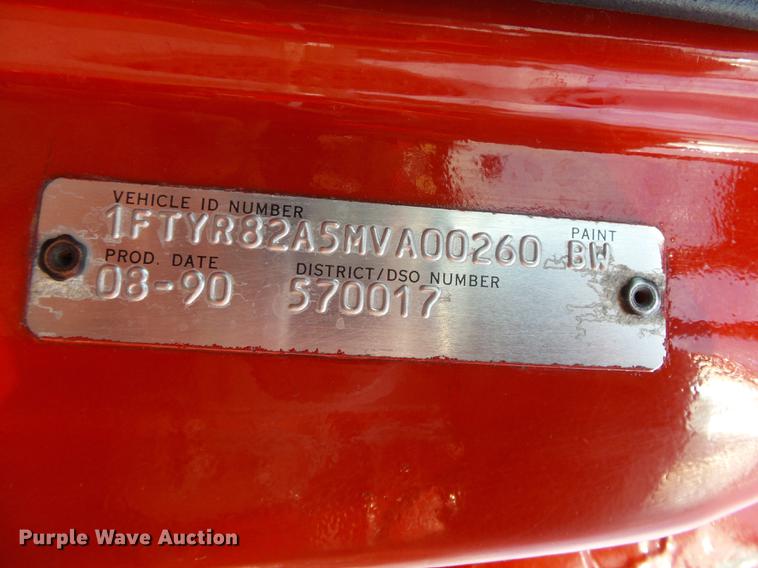 VEHICLE ID NUMBER PAINT
1FTYR82A5MVA00260 BW
PROD. DATE DISTRICT/DSO NUMBER
08-90 570017
Purple Wave Auction